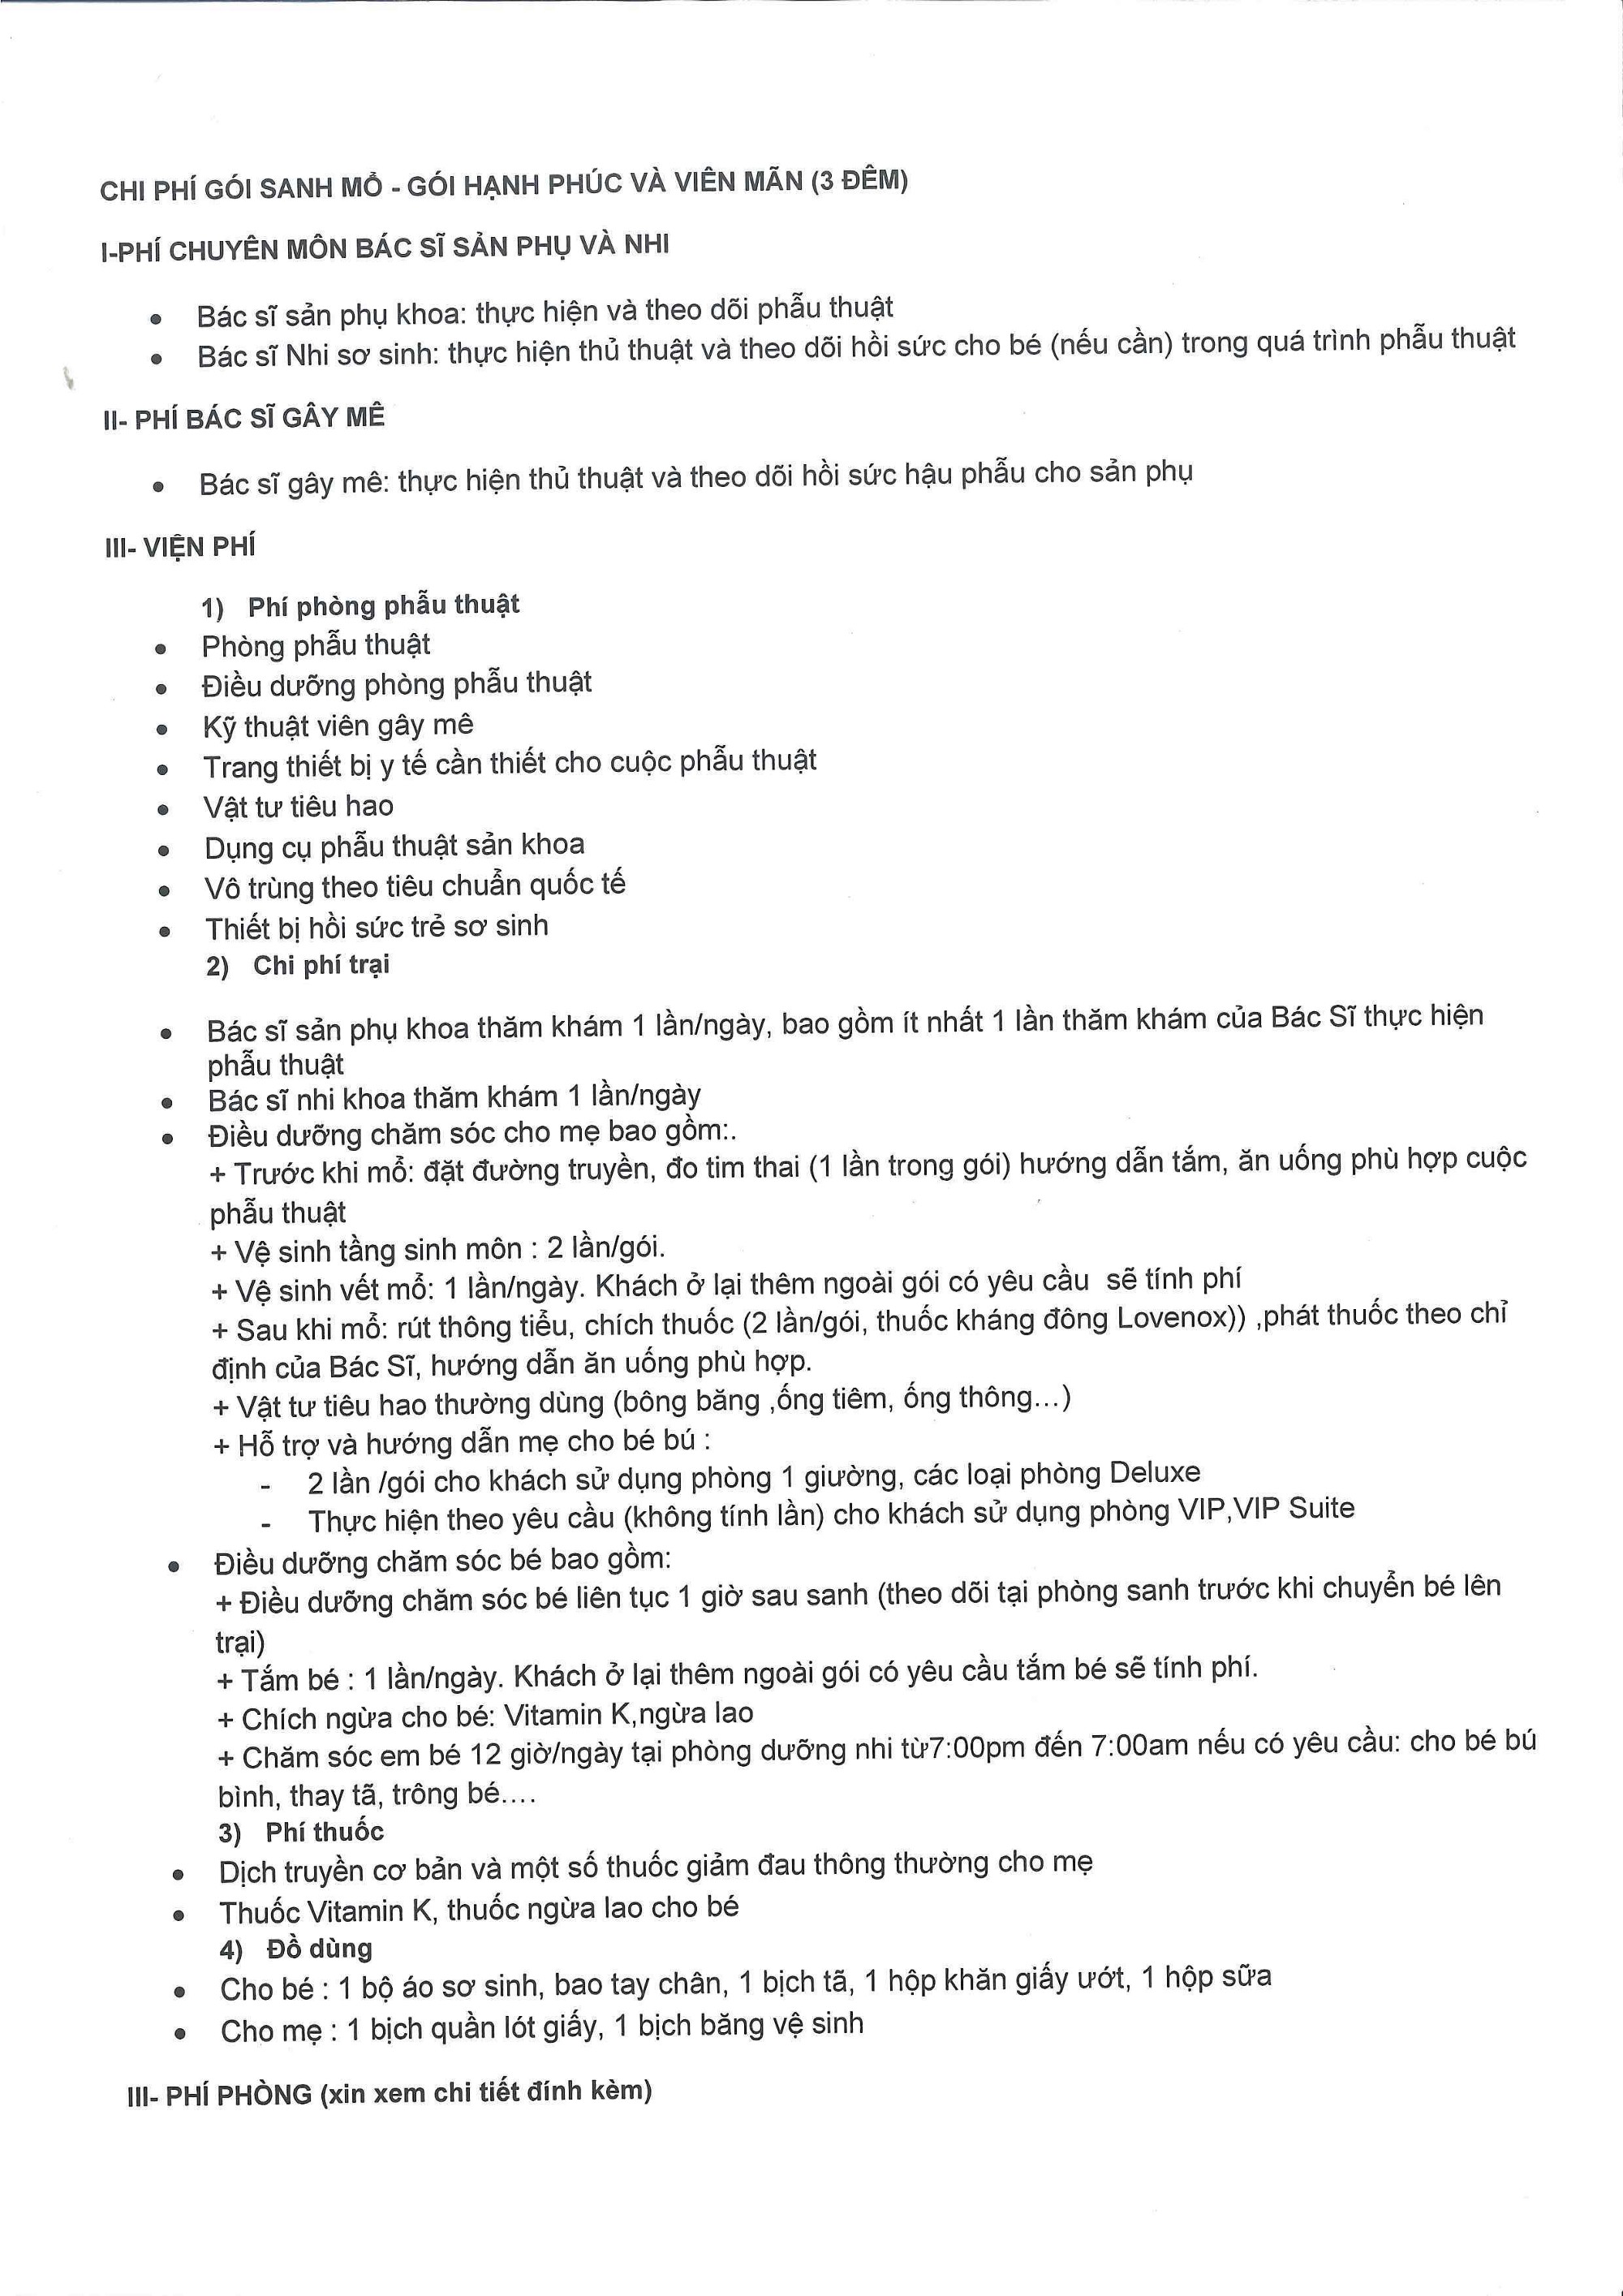 CHI PHÍ GÓI SANH MỔ - GÓI HẠNH PHÚC VÀ VIÊN MÃN (3 ĐÊM)
I-PHÍ CHUYÊN MÔN BÁC SĨ SẢN PHỤ VÀ NHI
• Bác sĩ sản phụ khoa: thực hiện và theo dõi phẫu thuật
• Bác sĩ Nhi sơ sinh: thực hiện thủ thuật và theo dõi hồi sức cho bé (nếu cần) trong quá trình phẫu thuật
II- PHÍ BÁC SĨ GÂY MÊ
• Bác sĩ gây mê: thực hiện thủ thuật và theo dõi hồi sức hậu phẫu cho sản phụ
III- VIỆN PHÍ
1) Phí phòng phẫu thuật
• Phòng phẫu thuật
• Điều dưỡng phòng phẫu thuật
• Kỹ thuật viên gây mê
• Trang thiết bị y tế cần thiết cho cuộc phẫu thuật
• Vật tư tiêu hao
• Dụng cụ phẫu thuật sản khoa
• Vô trùng theo tiêu chuẩn quốc tế
• Thiết bị hồi sức trẻ sơ sinh
2) Chi phí trại
• Bác sĩ sản phụ khoa thăm khám 1 lần/ngày, bao gồm ít nhất 1 lần thăm khám của Bác Sĩ thực hiện
phẫu thuật
• Bác sĩ nhi khoa thăm khám 1 lần/ngày
• Điều dưỡng chăm sóc cho mẹ bao gồm:.
+ Trước khi mổ: đặt đường truyền, đo tim thai (1 lần trong gói) hướng dẫn tắm, ăn uống phù hợp cuộc
phẫu thuật
+ Vệ sinh tầng sinh môn : 2 lần/gói.
+ Vệ sinh vết mổ: 1 lần/ngày. Khách ở lại thêm ngoài gói có yêu cầu sẽ tính phí
+ Sau khi mổ: rút thông tiểu, chích thuốc (2 lần/gói, thuốc kháng đông Lovenox)) ,phát thuốc theo chỉ
định của Bác Sĩ, hướng dẫn ăn uống phù hợp.
+ Vật tư tiêu hao thường dùng (bông băng ,ống tiêm, ống thông...)
+ Hỗ trợ và hướng dẫn mẹ cho bé bú :
- 2 lần /gói cho khách sử dụng phòng 1 giường, các loại phòng Deluxe
- Thực hiện theo yêu cầu (không tính lần) cho khách sử dụng phòng VIP,VIP Suite
• Điều dưỡng chăm sóc bé bao gồm:
+ Điều dưỡng chăm sóc bé liên tục 1 giờ sau sanh (theo dõi tại phòng sanh trước khi chuyển bé lên
trại)
+ Tắm bé : 1 lần/ngày. Khách ở lại thêm ngoài gói có yêu cầu tắm bé sẽ tính phí.
+ Chích ngừa cho bé: Vitamin K,ngừa lao
+ Chăm sóc em bé 12 giờ/ngày tại phòng dưỡng nhi từ7:00pm đến 7:00am nếu có yêu cầu: cho bé bú
bình, thay tã, trông bé....
3) Phí thuốc
• Dịch truyền cơ bản và một số thuốc giảm đau thông thường cho mẹ
• Thuốc Vitamin K, thuốc ngừa lao cho bé
4) Đồ dùng
• Cho bé : 1 bộ áo sơ sinh, bao tay chân, 1 bịch tã, 1 hộp khăn giấy ướt, 1 hộp sữa
• Cho mẹ : 1 bịch quần lót giấy, 1 bịch băng vệ sinh
III- PHÍ PHÒNG (xin xem chi tiết đính kèm)